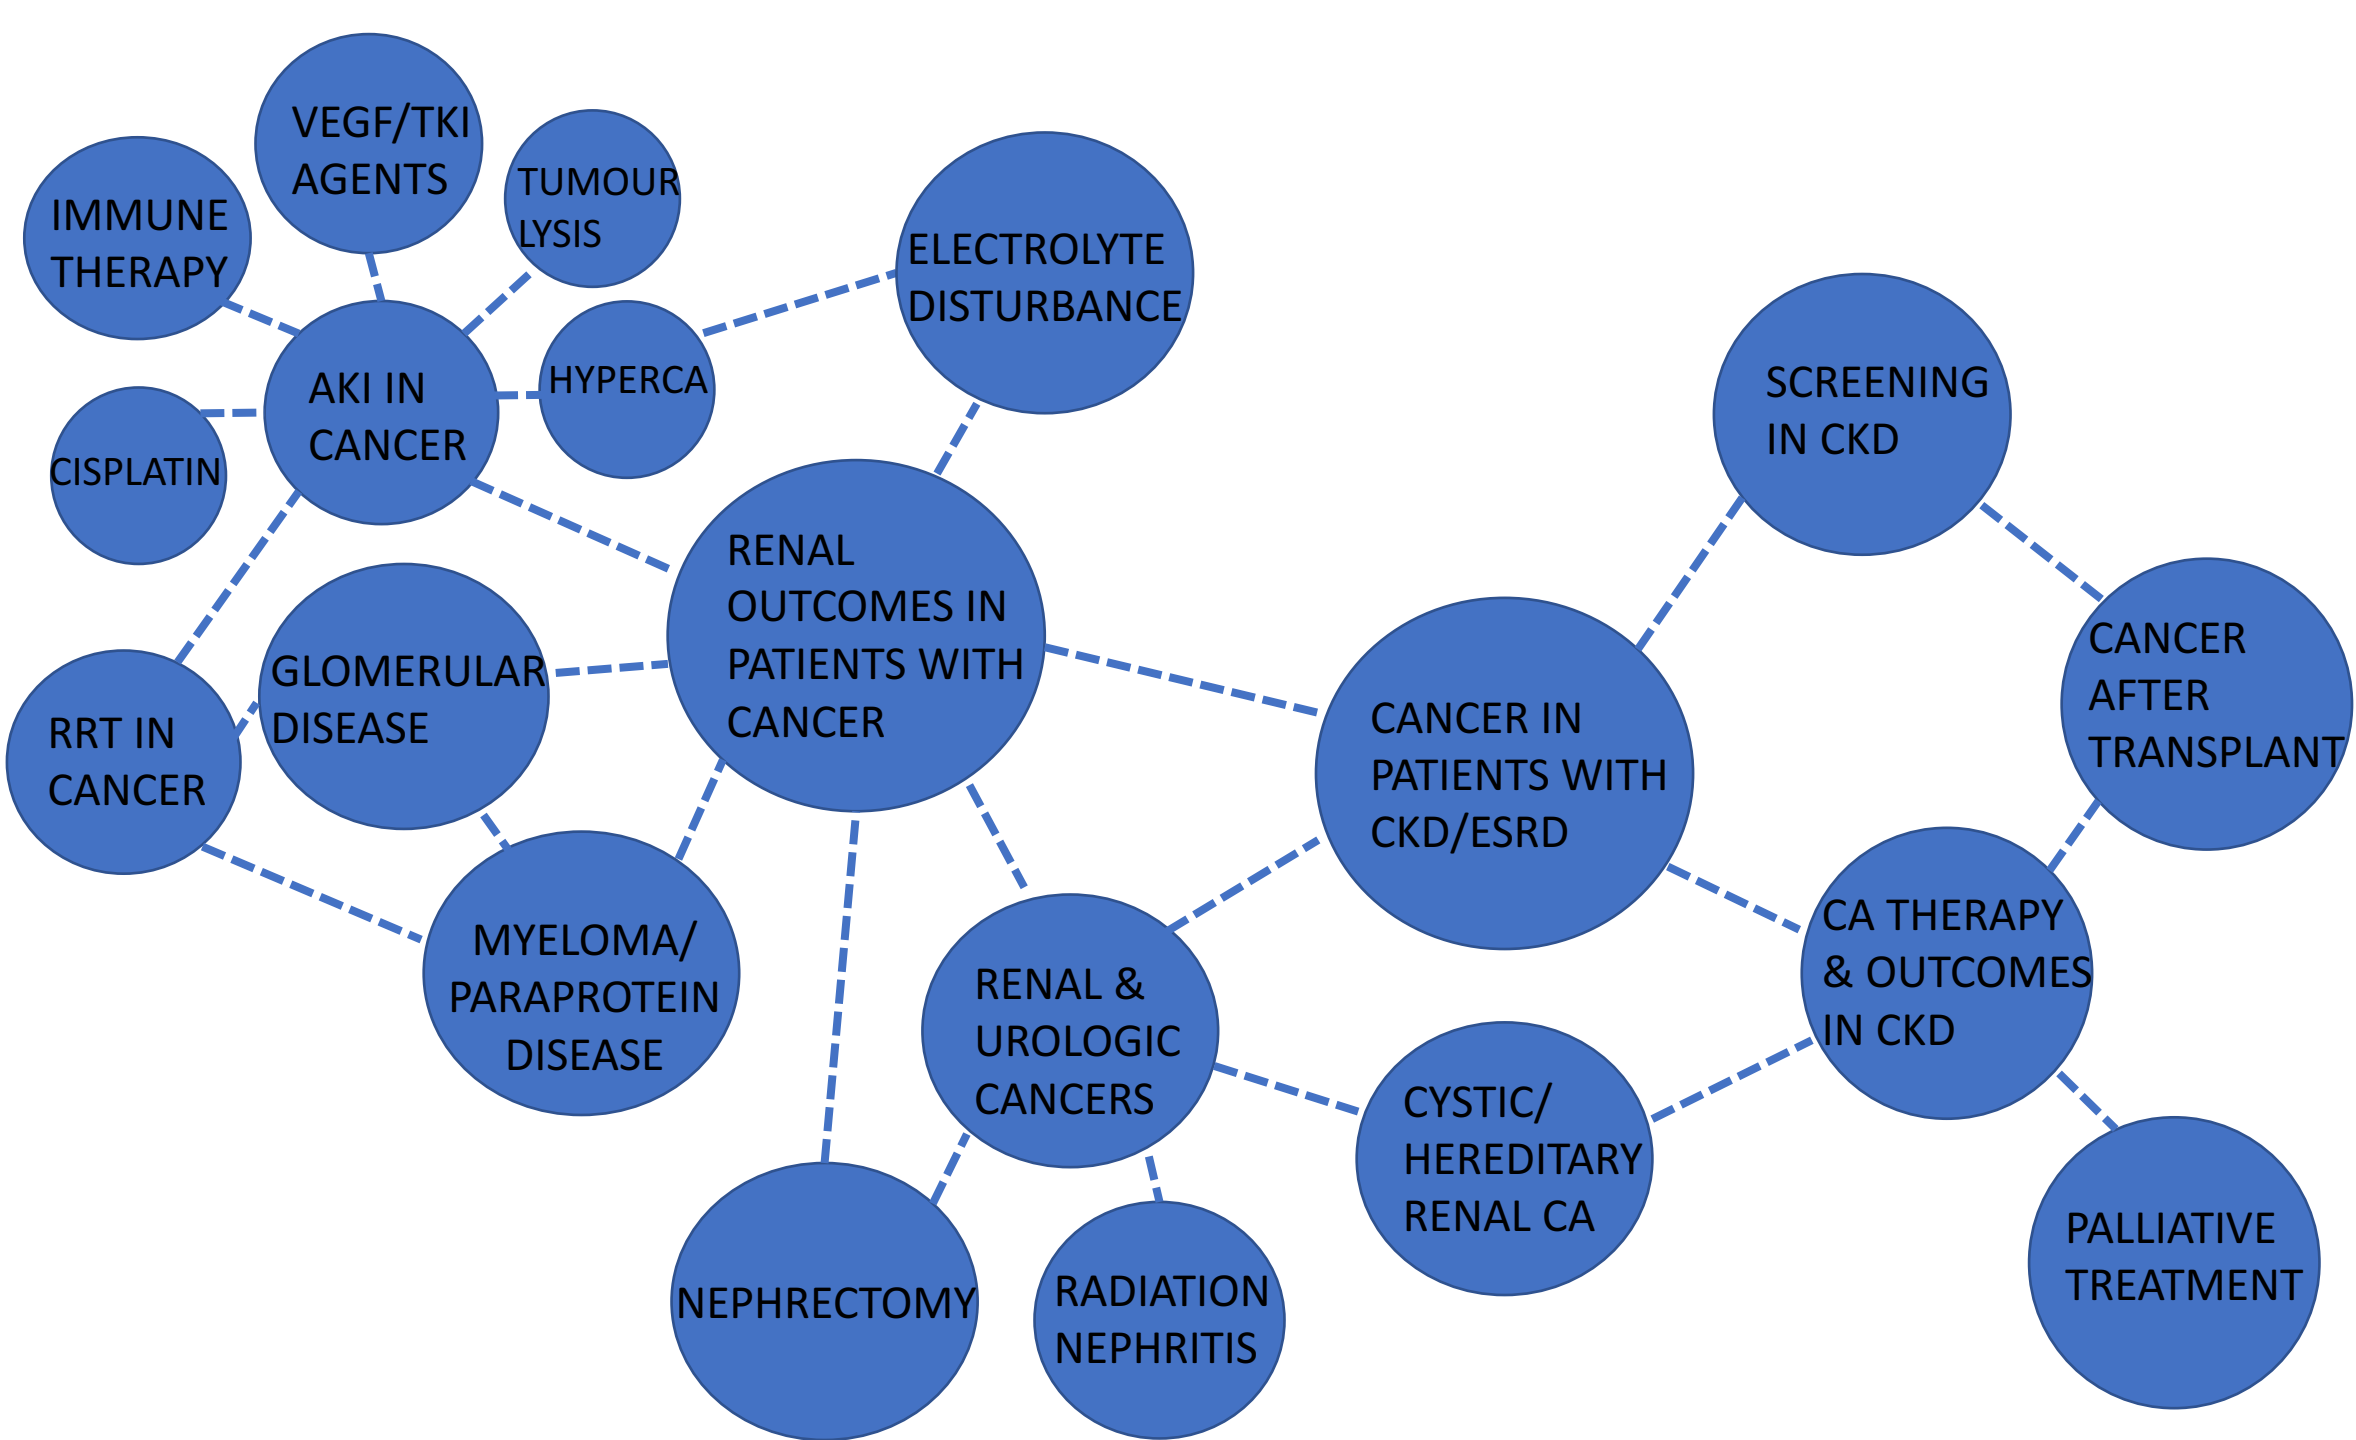 VEGF/TKI
AGENTS
IMMUNE
THERAPY
TUMOUR
LYSIS
ELECTROLYTE
DISTURBANCE
AKI IN
CANCER
HYPERCA
CISPLATIN
SCREENING
IN CKD
RENAL
OUTCOMES IN
PATIENTS WITH
CANCER
GLOMERULAR
DISEASE
RRT IN
CANCER
CANCER
AFTER
TRANSPLANT
CANCER IN
PATIENTS WITH
CKD/ESRD
MYELOMA/
PARAPROTEIN
DISEASE
RENAL &
UROLOGIC
CANCERS
CA THERAPY
& OUTCOMES
IN CKD
CYSTIC/
HEREDITARY
RENAL CA
NEPHRECTOMY
RADIATION
NEPHRITIS
PALLIATIVE
TREATMENT